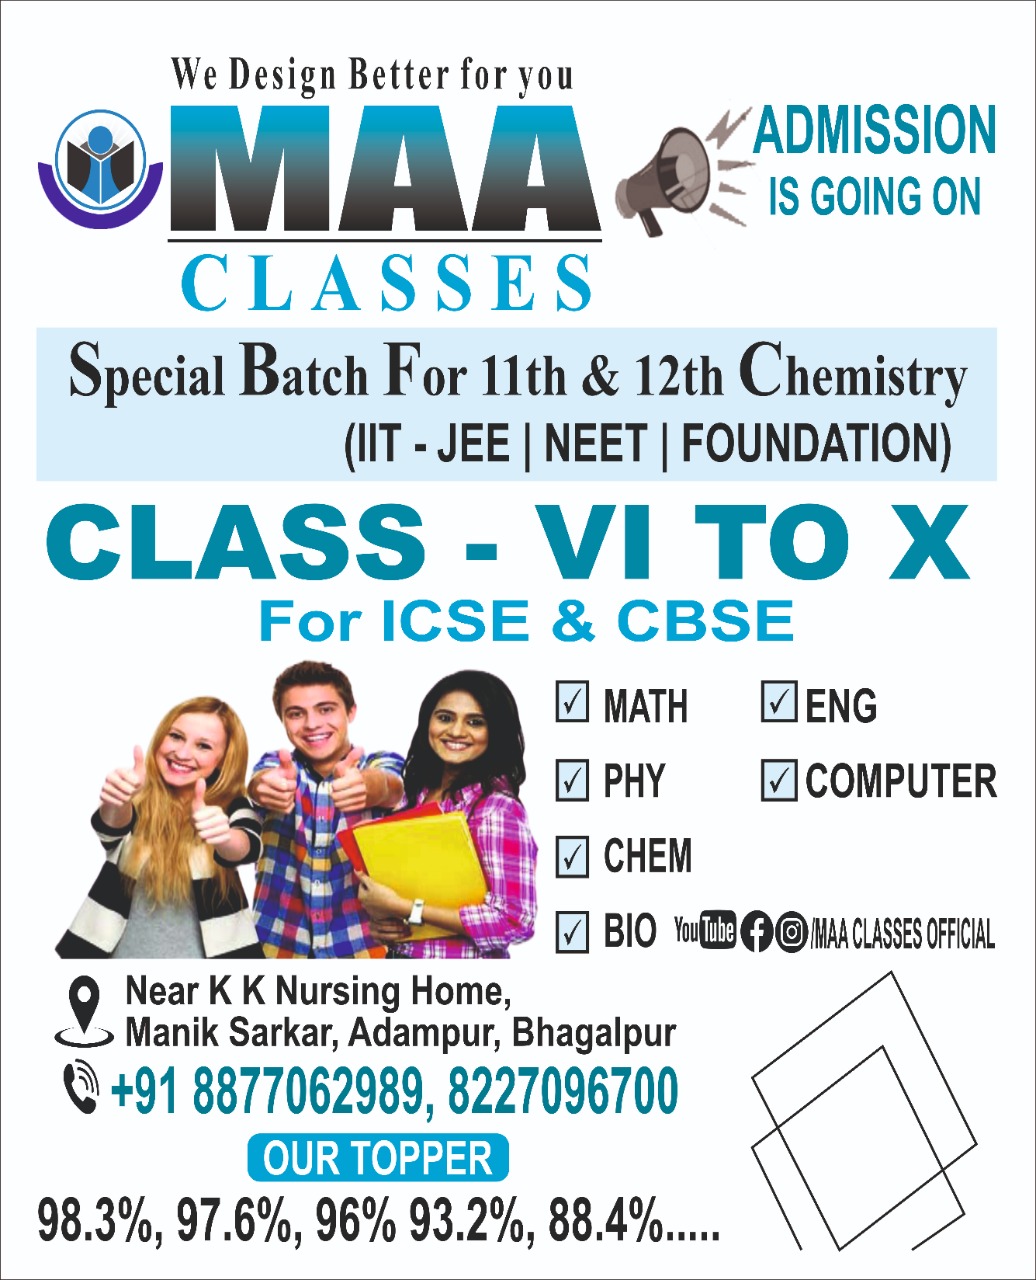 We Design Better for you
MAA
CLASSES
ADMISSION
IS GOING ON
Special Batch For 11th & 12th Chemistry
(IIT - JEE | NEET | FOUNDATION)
CLASS - VI TO X
For ICSE & CBSE
MATH
ENG
PHY
COMPUTER
CHEM
BIO
YouTube /MAA CLASSES OFFICIAL
Near K K Nursing Home,
Manik Sarkar, Adampur, Bhagalpur
+91 8877062989, 8227096700
OUR TOPPER
98.3%, 97.6%, 96% 93.2%, 88.4%.....